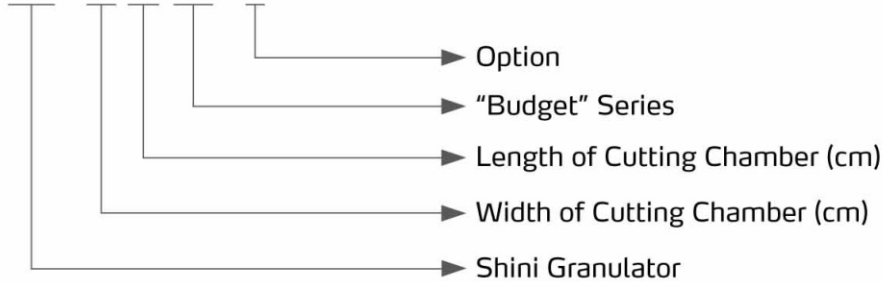 Option
“Budget” Series
Length of Cutting Chamber (cm)
Width of Cutting Chamber (cm)
Shini Granulator